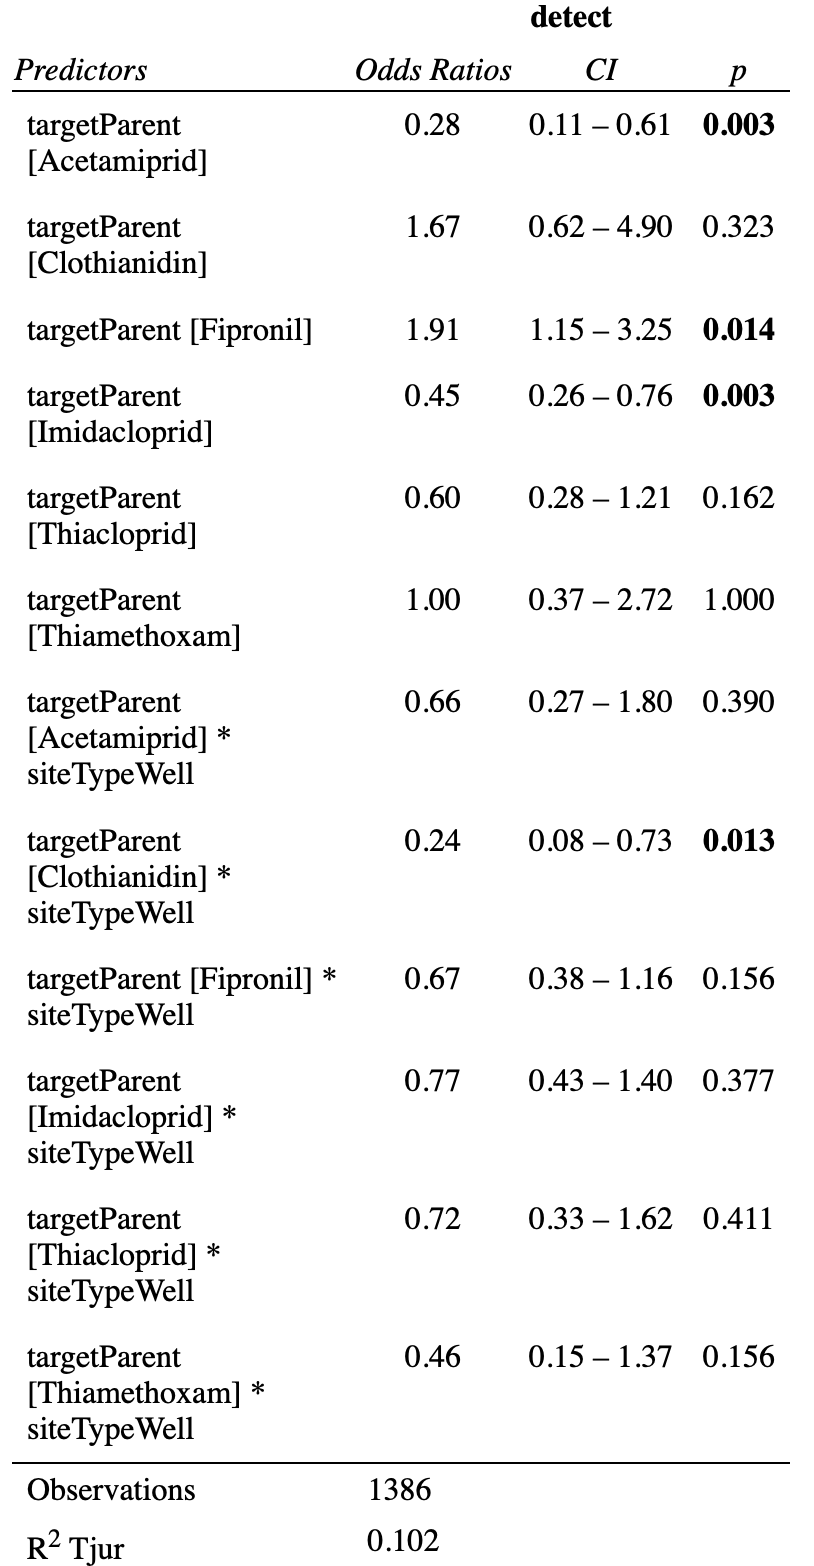 detect
Predictors Odds Ratios CI p
targetParent 0.28 0.11 – 0.61 0.003
[Acetamiprid]
targetParent 1.67 0.62 – 4.90 0.323
[Clothianidin]
targetParent [Fipronil] 1.91 1.15 – 3.25 0.014
targetParent 0.45 0.26 – 0.76 0.003
[Imidacloprid]
targetParent 0.60 0.28 – 1.21 0.162
[Thiacloprid]
targetParent 1.00 0.37 – 2.72 1.000
[Thiamethoxam]
targetParent 0.66 0.27 – 1.80 0.390
[Acetamiprid] *
siteTypeWell
targetParent 0.24 0.08 – 0.73 0.013
[Clothianidin] *
siteTypeWell
targetParent [Fipronil] * 0.67 0.38 – 1.16 0.156
siteTypeWell
targetParent 0.77 0.43 – 1.40 0.377
[Imidacloprid] *
siteTypeWell
targetParent 0.72 0.33 – 1.62 0.411
[Thiacloprid] *
siteTypeWell
targetParent 0.46 0.15 – 1.37 0.156
[Thiamethoxam] *
siteTypeWell
Observations 1386
R² Tjur 0.102